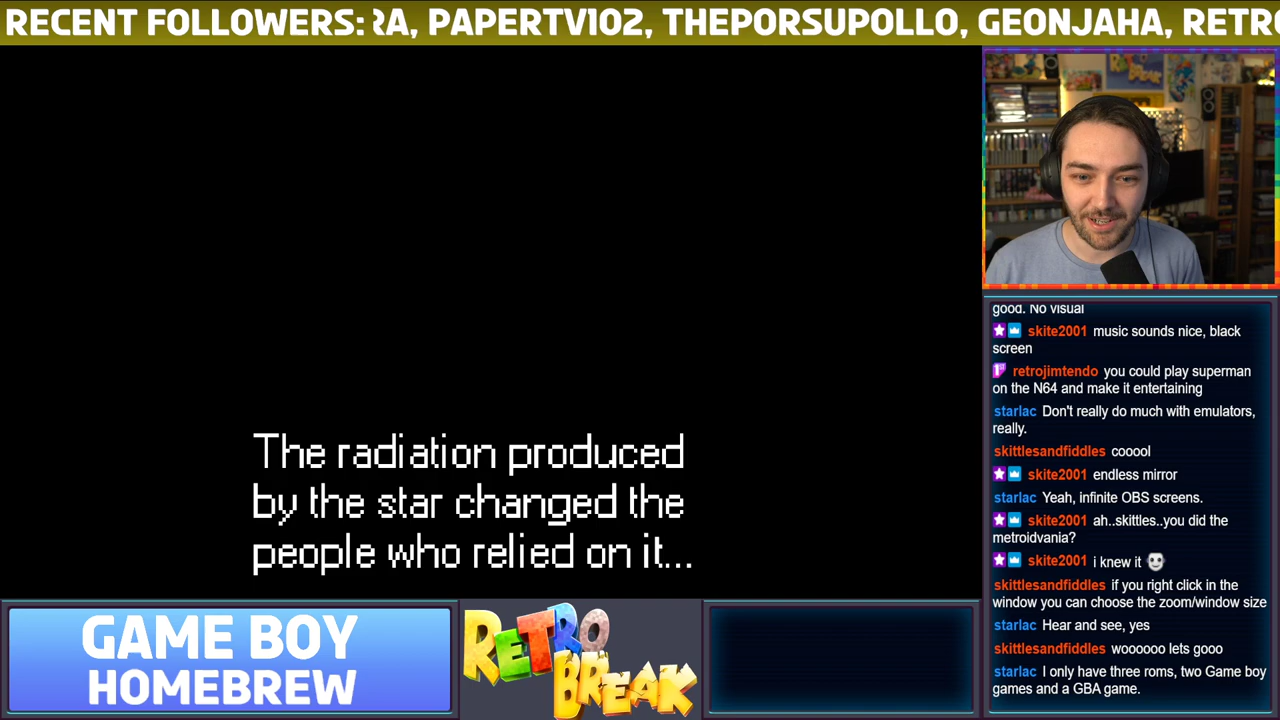 RECENT FOLLOWERS: RA, PAPERTV102, THEPORSUPOLLO, GEONJAHA, RETRO
good. No visual
skite2001 music sounds nice, black
screen
retrojimtendo you could play superman
on the N64 and make it entertaining
starlac Don't really do much with emulators,
really.
skittlesandfiddles cooool
skite2001 endless mirror
starlac Yeah, infinite OBS screens.
skite2001 ah..skittles..you did the
metroidvania?
skite2001 i knew it
skittlesandfiddles if you right click in the
window you can choose the zoom/window size
starlac Hear and see, yes
skittlesandfiddles woooooo lets gooo
starlac I only have three roms, two Game boy
games and a GBA game.
The radiation produced
by the star changed the
people who relied on it...
GAME BOY
HOMEBREW
RETRO
BREAK